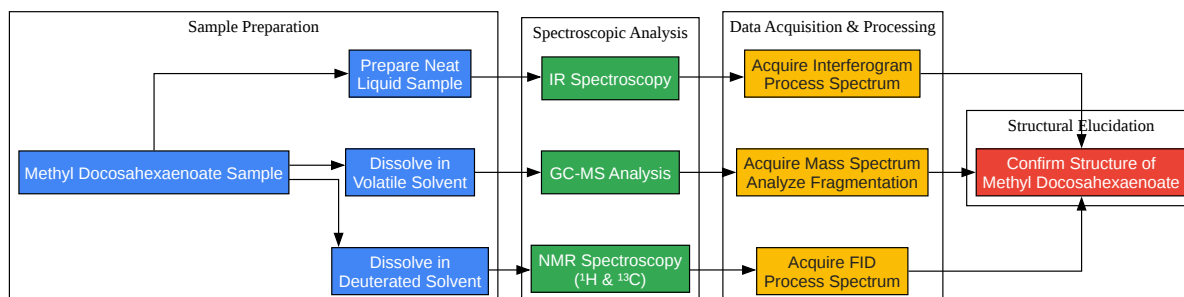 Sample Preparation
Spectroscopic Analysis
Data Acquisition & Processing
Prepare Neat
Liquid Sample
IR Spectroscopy
Acquire Interferogram
Process Spectrum
Structural Elucidation
Methyl Docosahexaenoate Sample
Dissolve in
Volatile Solvent
GC-MS Analysis
Acquire Mass Spectrum
Analyze Fragmentation
Confirm Structure of
Methyl Docosahexaenoate
Dissolve in
Deuterated Solvent
NMR Spectroscopy
(¹H & ¹³C)
Acquire FID
Process Spectrum